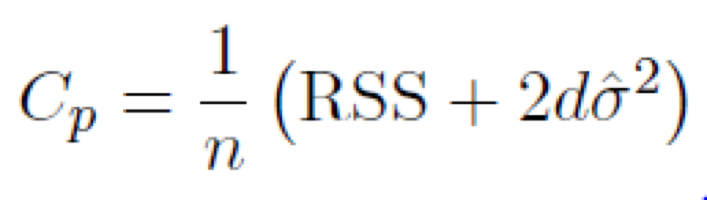 $C_p = \frac{1}{n} \left( \mathrm{RSS} + 2d\hat{\sigma}^2 \right)$